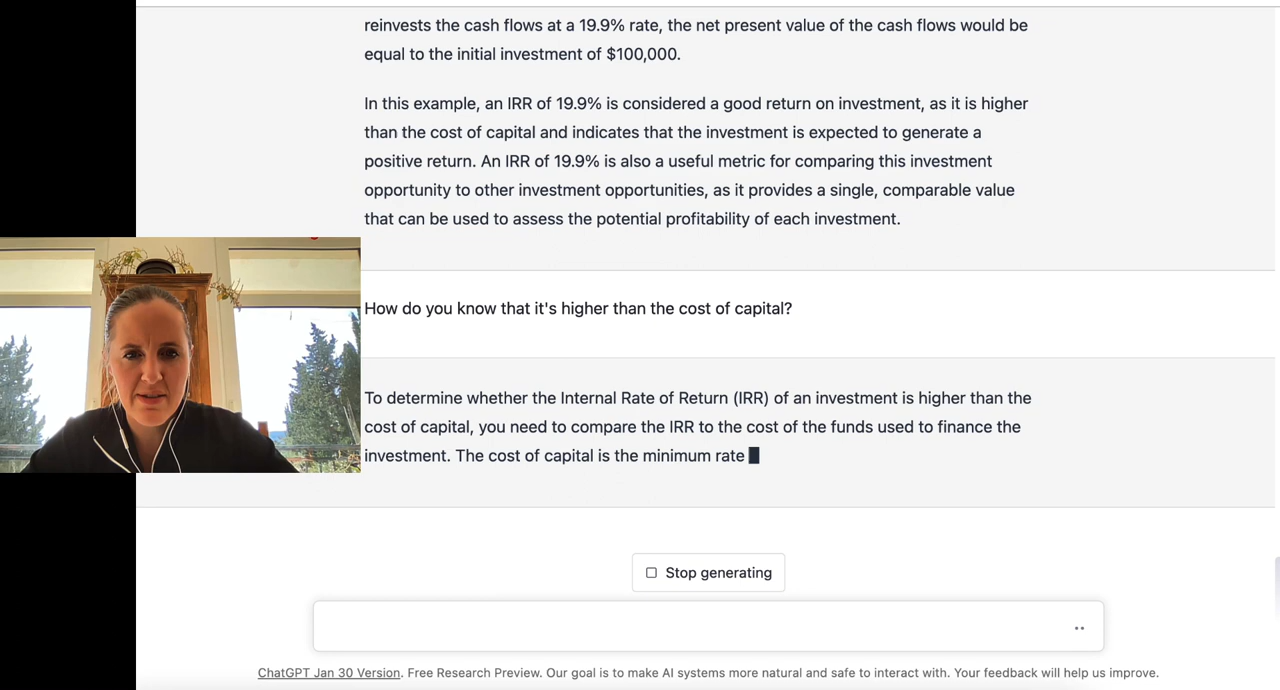 reinvests the cash flows at a 19.9% rate, the net present value of the cash flows would be
equal to the initial investment of $100,000.
In this example, an IRR of 19.9% is considered a good return on investment, as it is higher
than the cost of capital and indicates that the investment is expected to generate a
positive return. An IRR of 19.9% is also a useful metric for comparing this investment
opportunity to other investment opportunities, as it provides a single, comparable value
that can be used to assess the potential profitability of each investment.
How do you know that it's higher than the cost of capital?
To determine whether the Internal Rate of Return (IRR) of an investment is higher than the
cost of capital, you need to compare the IRR to the cost of the funds used to finance the
investment. The cost of capital is the minimum rate
Stop generating
ChatGPT Jan 30 Version. Free Research Preview. Our goal is to make AI systems more natural and safe to interact with. Your feedback will help us improve.